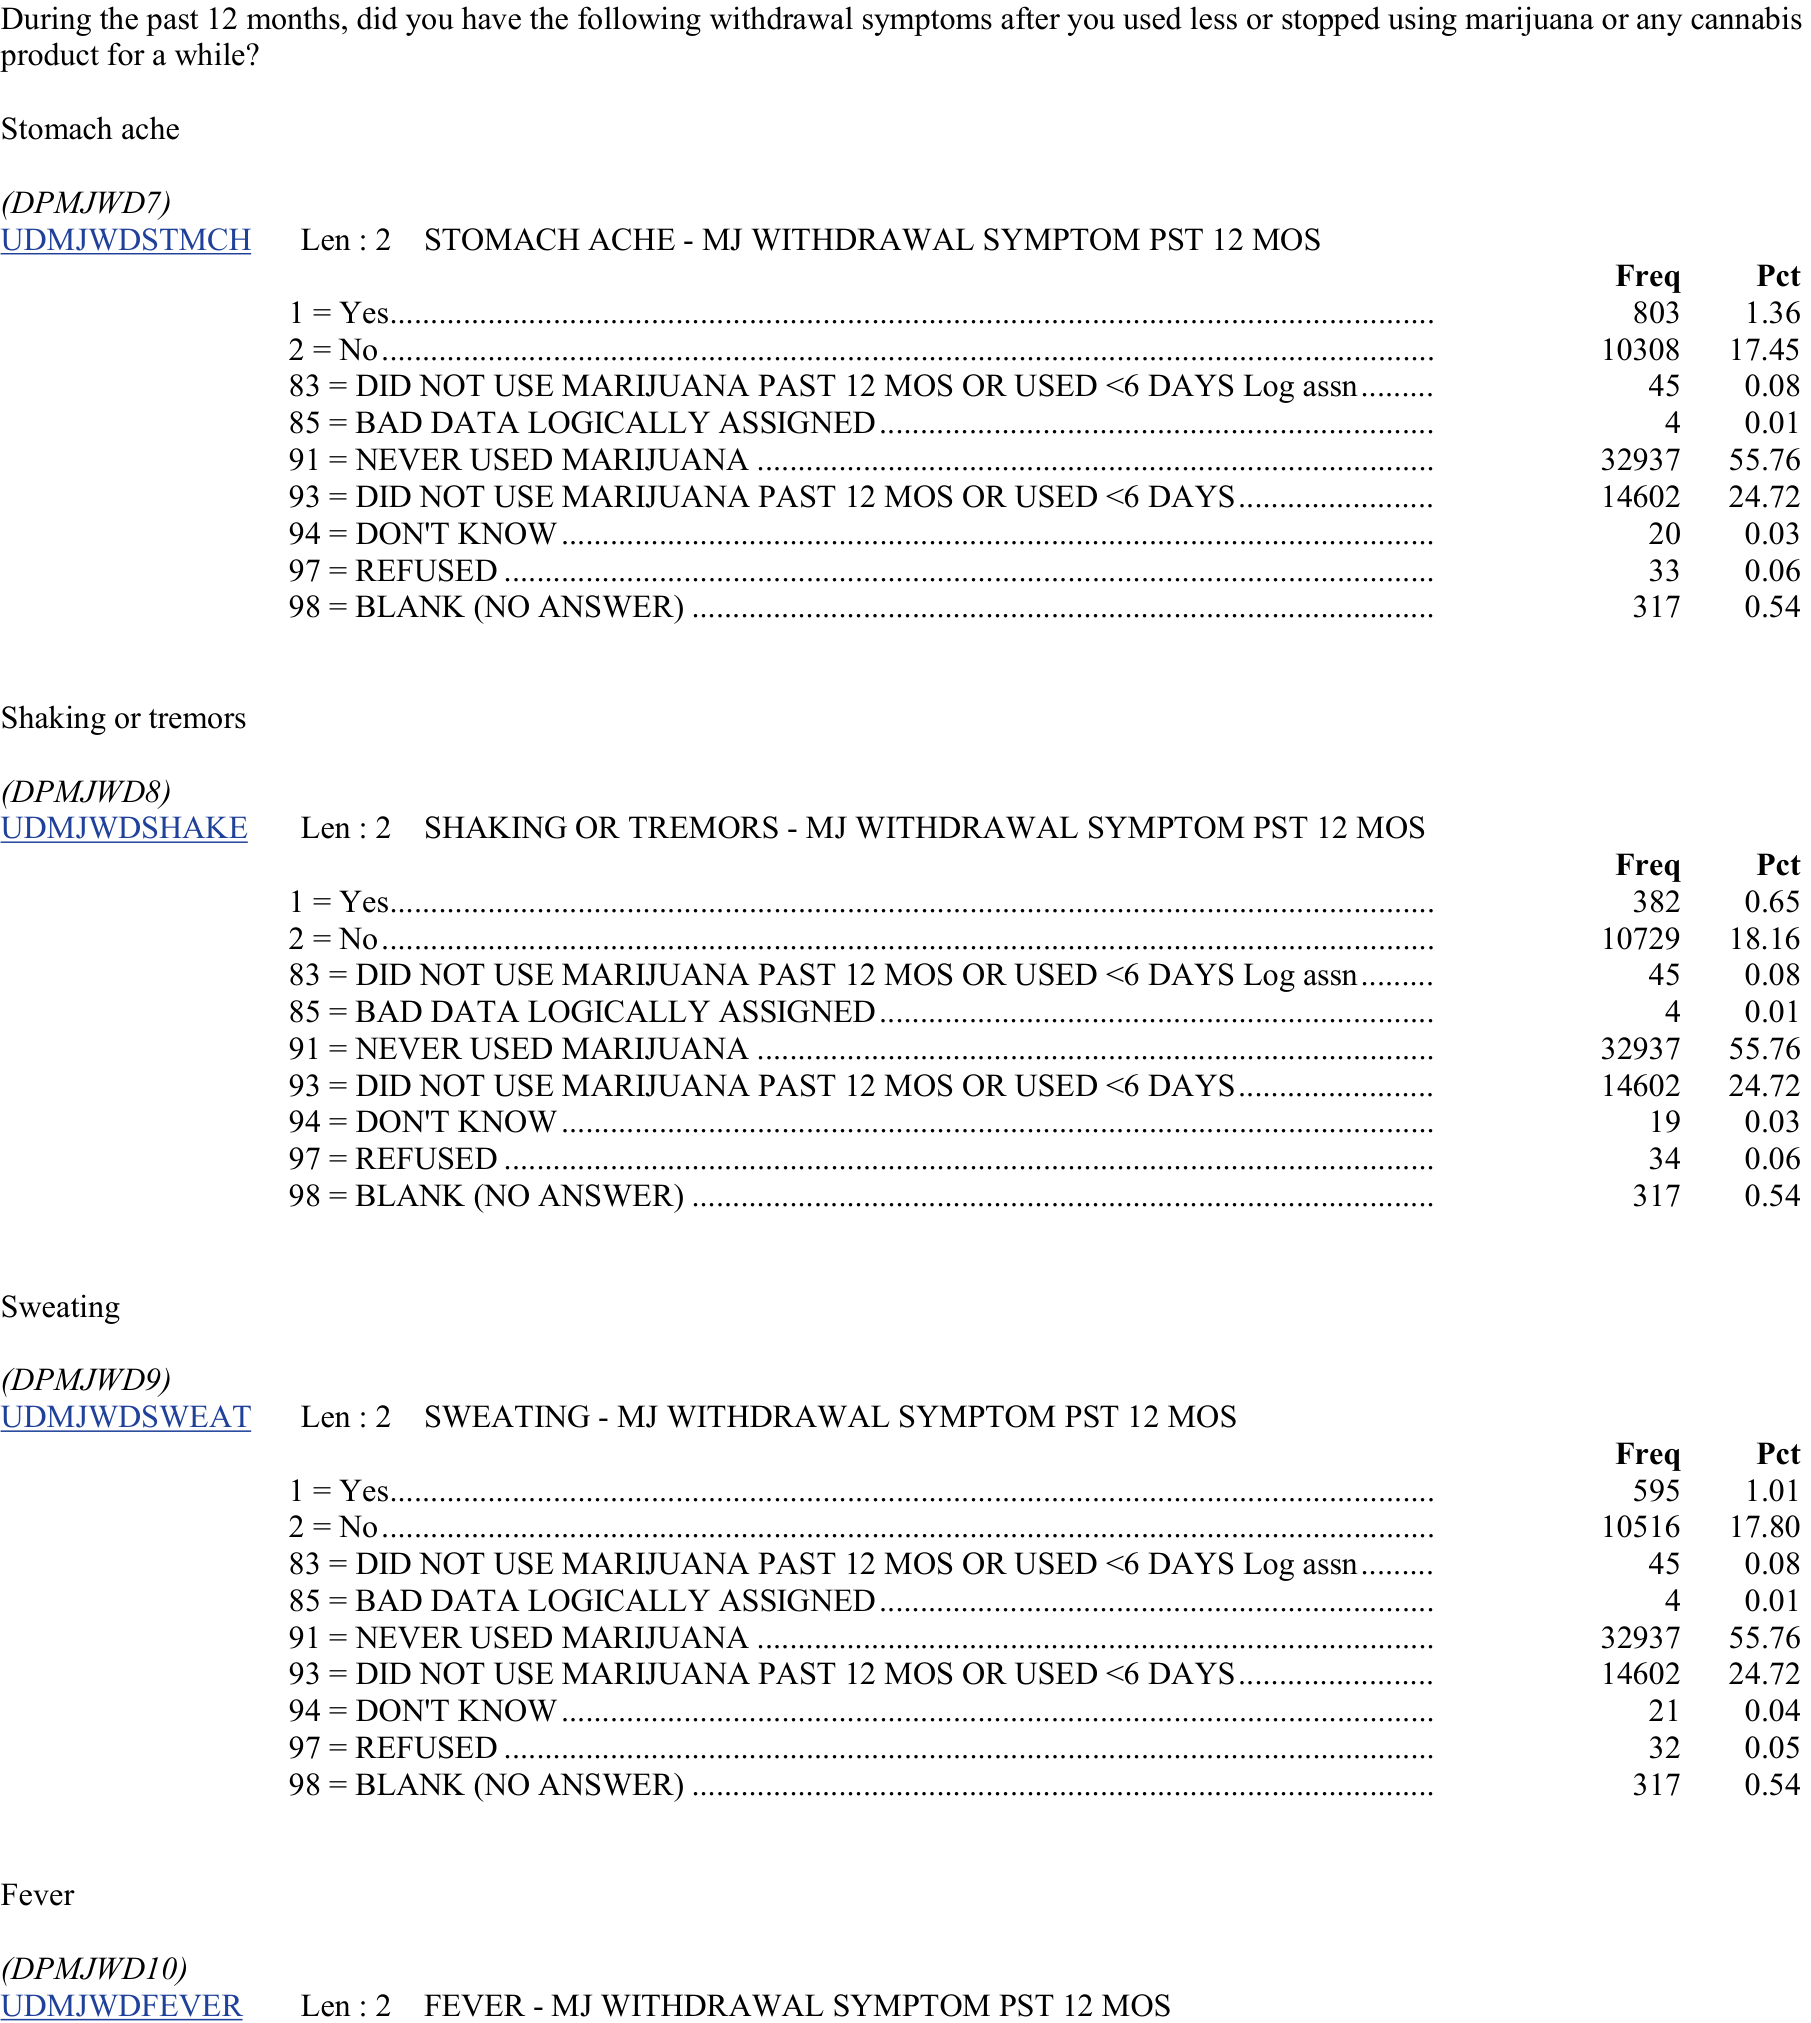 During the past 12 months, did you have the following withdrawal symptoms after you used less or stopped using marijuana or any cannabis
product for a while?
Stomach ache
(DPMJWD7)
UDMJWDSTMCH Len : 2 STOMACH ACHE - MJ WITHDRAWAL SYMPTOM PST 12 MOS
Freq Pct
1 = Yes........................................................ 803 1.36
2 = No........................................................ 10308 17.45
83 = DID NOT USE MARIJUANA PAST 12 MOS OR USED <6 DAYS Log assn......... 45 0.08
85 = BAD DATA LOGICALLY ASSIGNED........................................ 4 0.01
91 = NEVER USED MARIJUANA ........................................ 32937 55.76
93 = DID NOT USE MARIJUANA PAST 12 MOS OR USED <6 DAYS........................ 14602 24.72
94 = DON'T KNOW........................................ 20 0.03
97 = REFUSED ........................................ 33 0.06
98 = BLANK (NO ANSWER) ........................................ 317 0.54
Shaking or tremors
(DPMJWD8)
UDMJWDSHAKE Len : 2 SHAKING OR TREMORS - MJ WITHDRAWAL SYMPTOM PST 12 MOS
Freq Pct
1 = Yes........................................................ 382 0.65
2 = No........................................................ 10729 18.16
83 = DID NOT USE MARIJUANA PAST 12 MOS OR USED <6 DAYS Log assn......... 45 0.08
85 = BAD DATA LOGICALLY ASSIGNED........................................ 4 0.01
91 = NEVER USED MARIJUANA ........................................ 32937 55.76
93 = DID NOT USE MARIJUANA PAST 12 MOS OR USED <6 DAYS........................ 14602 24.72
94 = DON'T KNOW........................................ 19 0.03
97 = REFUSED ........................................ 34 0.06
98 = BLANK (NO ANSWER) ........................................ 317 0.54
Sweating
(DPMJWD9)
UDMJWDSWEAT Len : 2 SWEATING - MJ WITHDRAWAL SYMPTOM PST 12 MOS
Freq Pct
1 = Yes........................................................ 595 1.01
2 = No........................................................ 10516 17.80
83 = DID NOT USE MARIJUANA PAST 12 MOS OR USED <6 DAYS Log assn......... 45 0.08
85 = BAD DATA LOGICALLY ASSIGNED........................................ 4 0.01
91 = NEVER USED MARIJUANA ........................................ 32937 55.76
93 = DID NOT USE MARIJUANA PAST 12 MOS OR USED <6 DAYS........................ 14602 24.72
94 = DON'T KNOW........................................ 21 0.04
97 = REFUSED ........................................ 32 0.05
98 = BLANK (NO ANSWER) ........................................ 317 0.54
Fever
(DPMJWD10)
UDMJWDFEVER Len : 2 FEVER - MJ WITHDRAWAL SYMPTOM PST 12 MOS